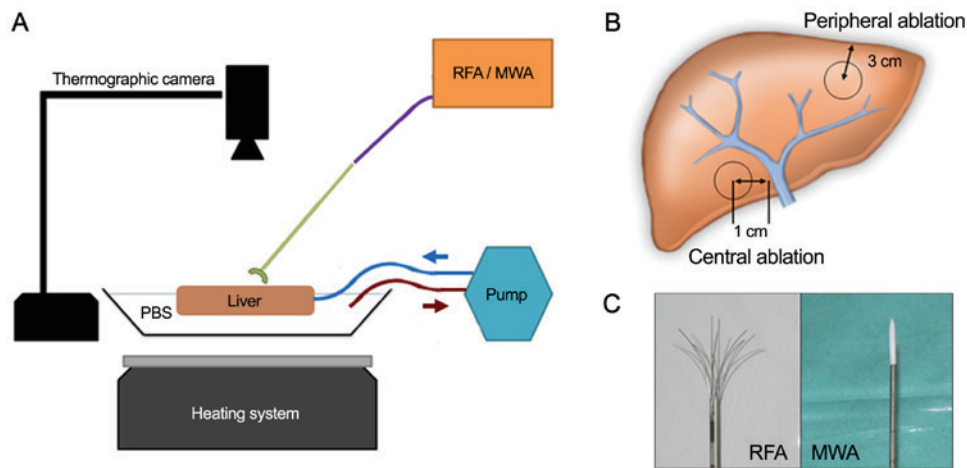 A
Thermographic camera
RFA / MWA
PBS
Liver
Pump
Heating system
B
Peripheral ablation
3 cm
1 cm
Central ablation
C
RFA
MWA